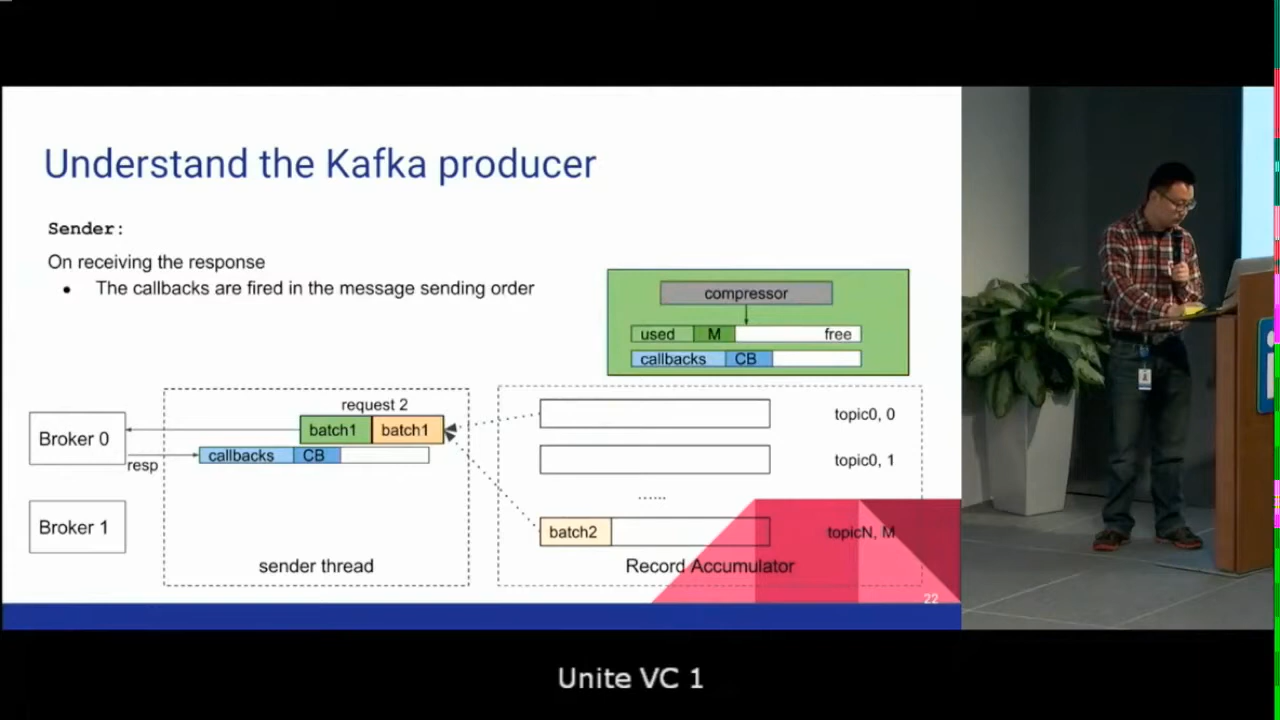 Understand the Kafka producer
Sender:
On receiving the response
• The callbacks are fired in the message sending order
compressor
used M free
callbacks CB
request 2
Broker 0
batch1 batch1
callbacks CB
resp
Broker 1
sender thread
topic0, 0
topic0, 1
......
batch2
topicN, M
Record Accumulator
22
Unite VC 1